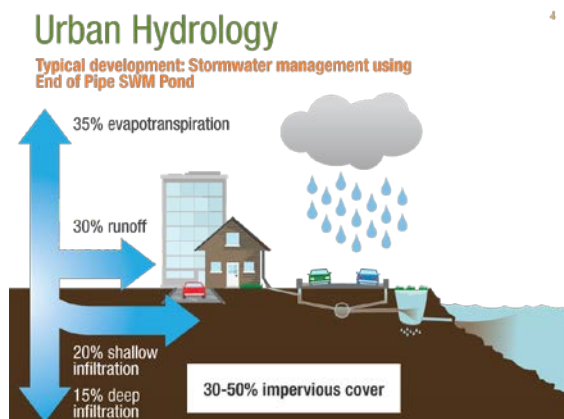 4
Urban Hydrology
Typical development: Stormwater management using
End of Pipe SWM Pond
35% evapotranspiration
30% runoff
20% shallow
infiltration
15% deep
infiltration
30-50% impervious cover